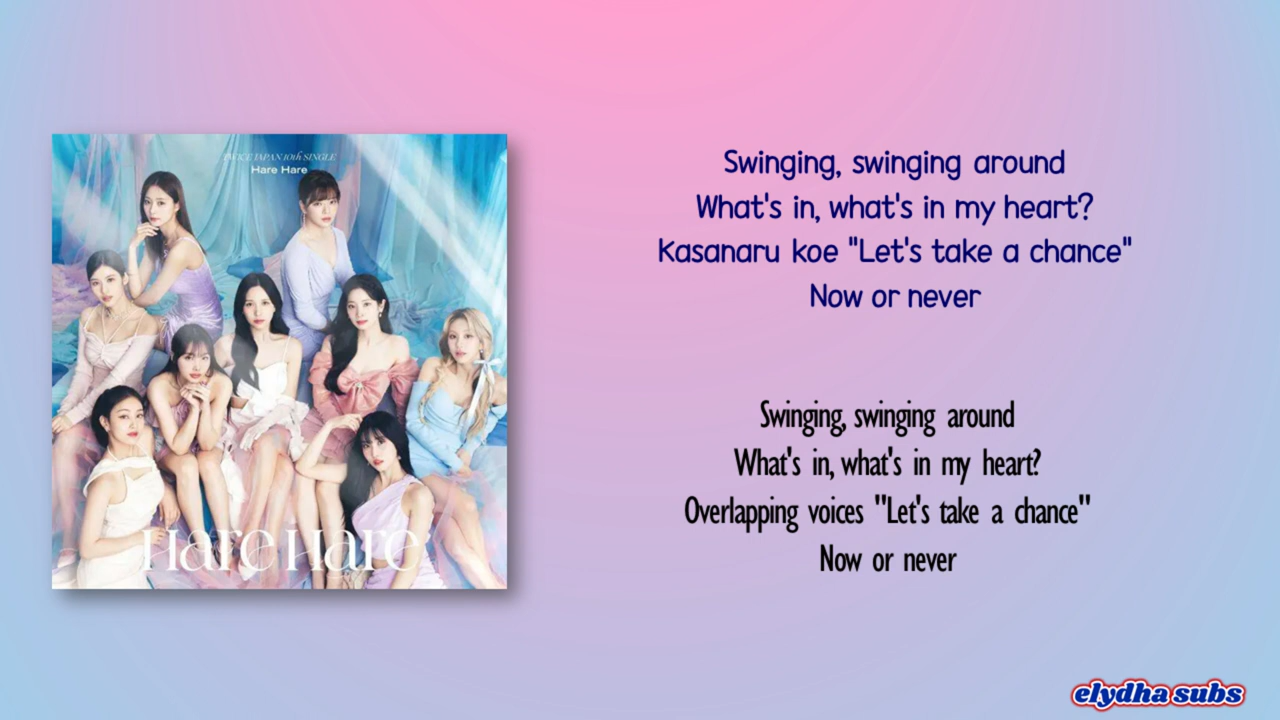 TWICE JAPAN 10th SINGLE
Hare Hare
Hare Hare
Swinging, swinging around
What's in, what's in my heart?
Kasanaru koe "Let's take a chance"
Now or never
Swinging, swinging around
What's in, what's in my heart?
Overlapping voices "Let's take a chance"
Now or never
elydha subs